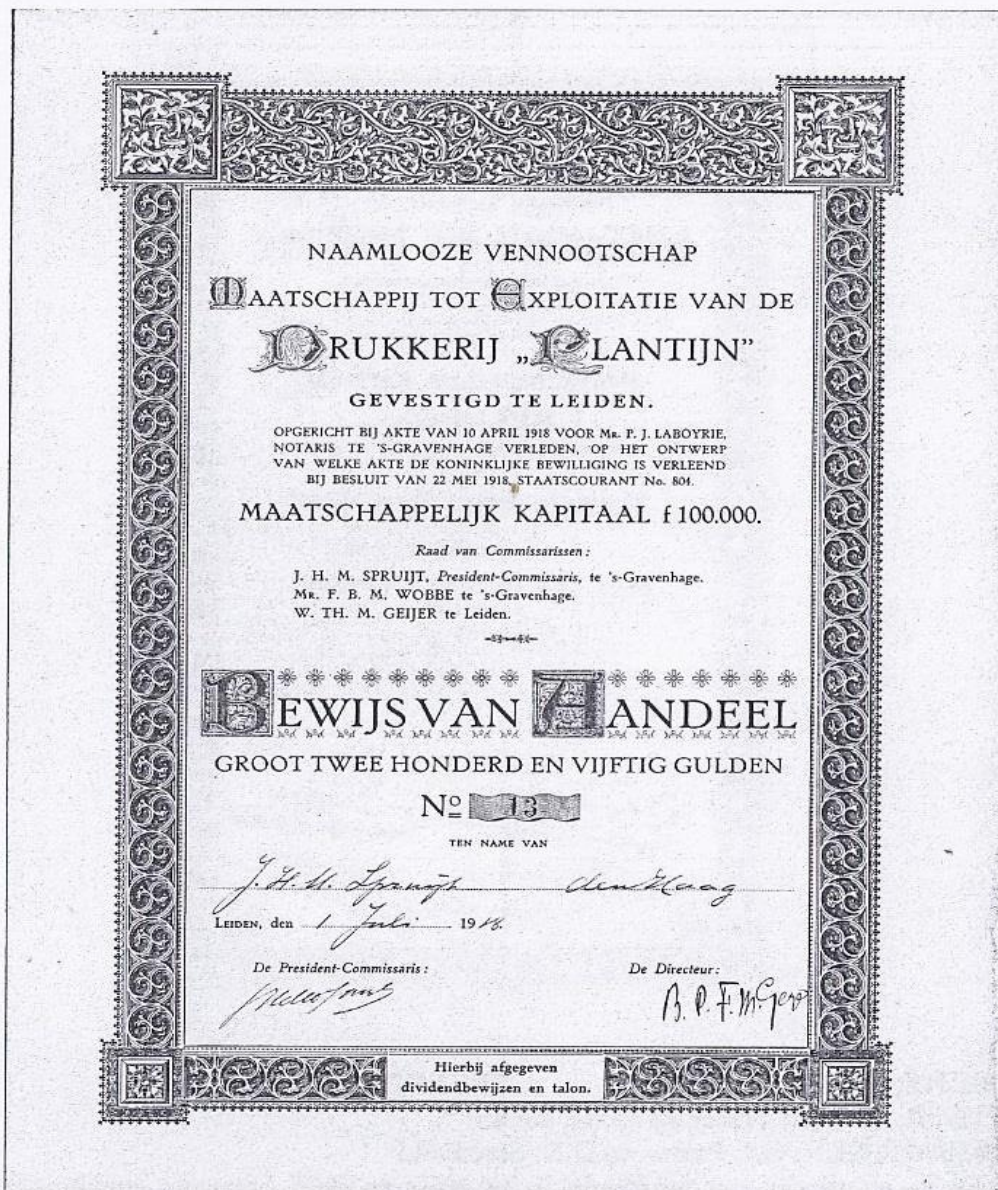 NAAMLOOZE VENNOOTSCHAP
MAATSCHAPPIJ TOT EXPLOITATIE VAN DE
DRUKKERIJ „PLANTIJN”
GEVESTIGD TE LEIDEN.
OPGERICHT BIJ AKTE VAN 10 APRIL 1918 VOOR MR. P. J. LABOYRIE,
NOTARIS TE 'S-GRAVENHAGE VERLEDEN, OP HET ONTWERP
VAN WELKE AKTE DE KONINKLIJKE BEWILLIGING IS VERLEEND
BIJ BESLUIT VAN 22 MEI 1918, STAATSCOURANT No. 804.
MAATSCHAPPELIJK KAPITAAL f 100.000.
Raad van Commissarissen:
J. H. M. SPRUIJT, President-Commissaris, te 's-Gravenhage.
MR. F. B. M. WOBBE te 's-Gravenhage.
W. TH. M. GEIJER te Leiden.
BEWIJS VAN AANDEEL
GROOT TWEE HONDERD EN VIJFTIG GULDEN
No 13
TEN NAME VAN
J. H. M. Spruijt den Haag
LEIDEN, den 1 Juli 1918.
De President-Commissaris: De Directeur:
B. P. F. M.
Hierbij afgegeven
dividendbewijzen en talon.